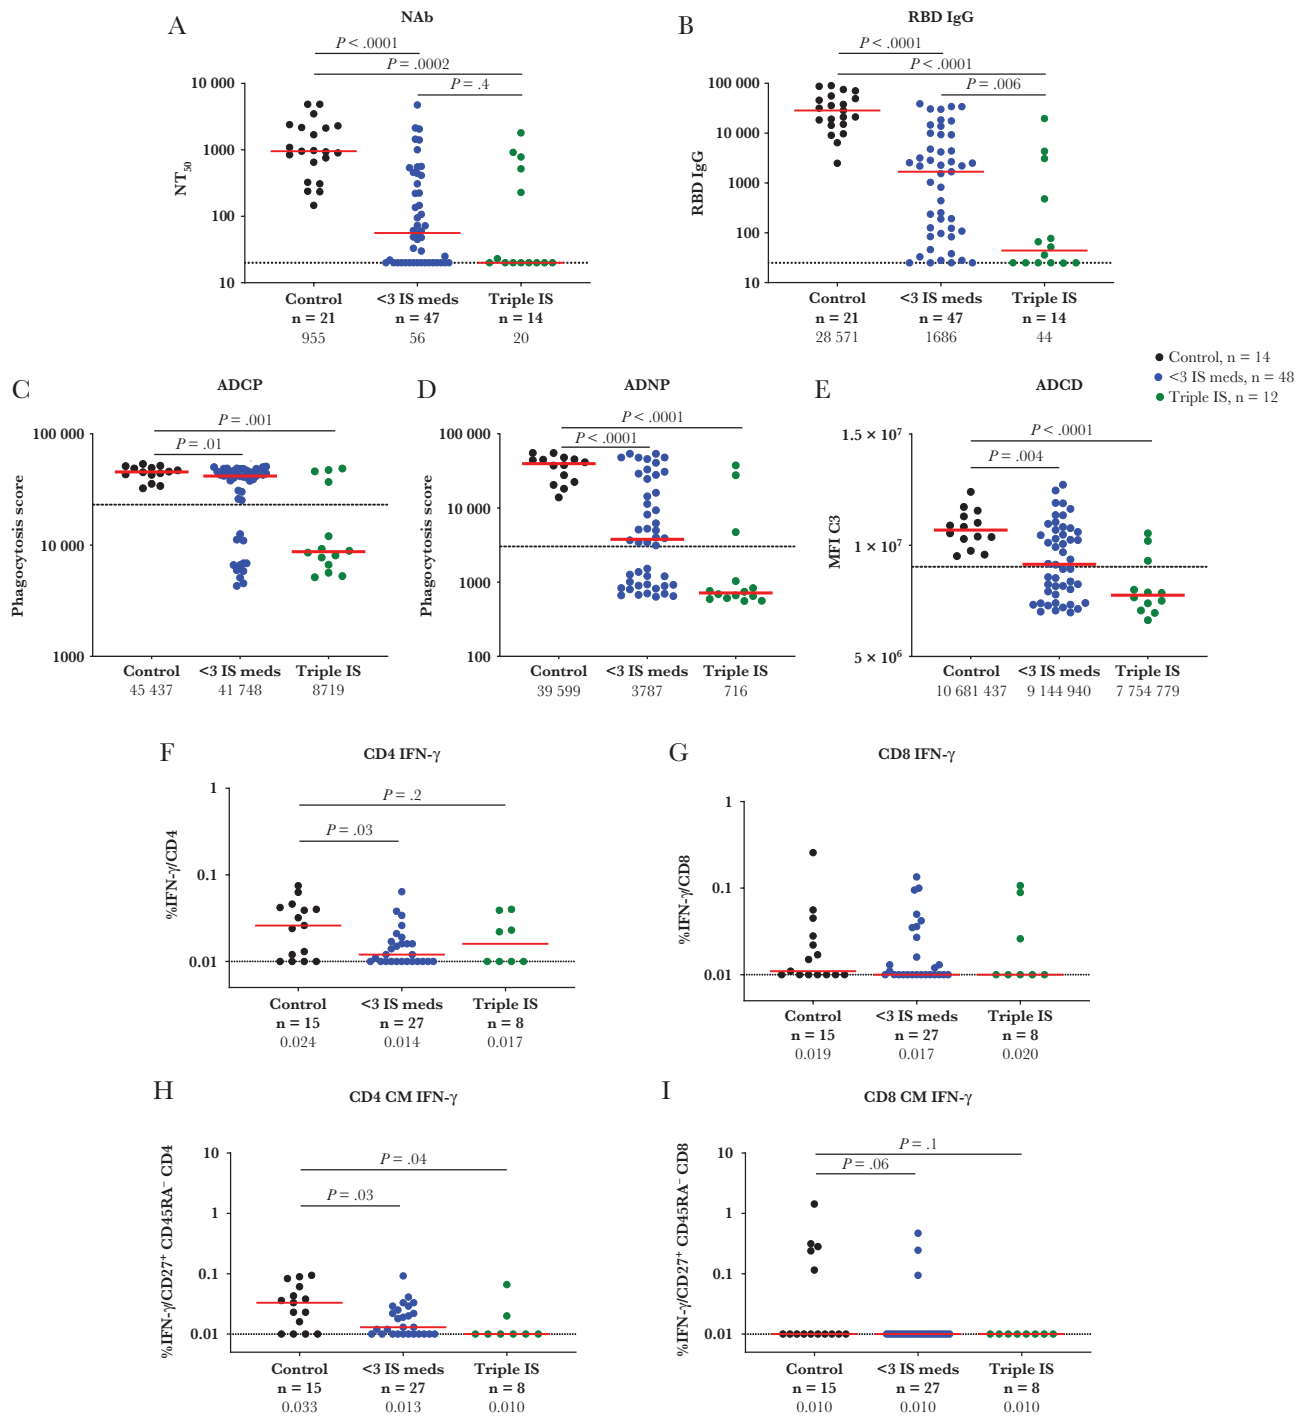 A
NAb
P < .0001
P = .0002
P = .4
10 000
1000
100
10
NT50
Control
<3 IS meds
Triple IS
n = 21
n = 47
n = 14
955
56
20
B
RBD IgG
P < .0001
P < .0001
P = .006
100 000
10 000
1000
100
10
RBD IgG
Control
<3 IS meds
Triple IS
n = 21
n = 47
n = 14
28 571
1686
44
Control, n = 14
<3 IS meds, n = 48
Triple IS, n = 12
C
ADCP
P = .001
P = .01
100 000
10 000
1000
Phagocytosis score
Control
<3 IS meds
Triple IS
45 437
41 748
8719
D
ADNP
P < .0001
P < .0001
100 000
10 000
1000
100
Phagocytosis score
Control
<3 IS meds
Triple IS
39 599
3787
716
E
ADCD
P < .0001
P = .004
1.5 × 10⁷
1 × 10⁷
5 × 10⁶
MFI C3
Control
<3 IS meds
Triple IS
10 681 437
9 144 940
7 754 779
F
CD4 IFN-γ
P = .2
P = .03
1
0.1
0.01
%IFN-γ/CD4
Control
<3 IS meds
Triple IS
n = 15
n = 27
n = 8
0.024
0.014
0.017
G
CD8 IFN-γ
1
0.1
0.01
%IFN-γ/CD8
Control
<3 IS meds
Triple IS
n = 15
n = 27
n = 8
0.019
0.017
0.020
H
CD4 CM IFN-γ
P = .04
P = .03
10
1
0.1
0.01
%IFN-γ/CD27⁺ CD45RA⁻ CD4
Control
<3 IS meds
Triple IS
n = 15
n = 27
n = 8
0.033
0.013
0.010
I
CD8 CM IFN-γ
P = .1
P = .06
10
1
0.1
0.01
%IFN-γ/CD27⁺ CD45RA⁻ CD8
Control
<3 IS meds
Triple IS
n = 15
n = 27
n = 8
0.010
0.010
0.010